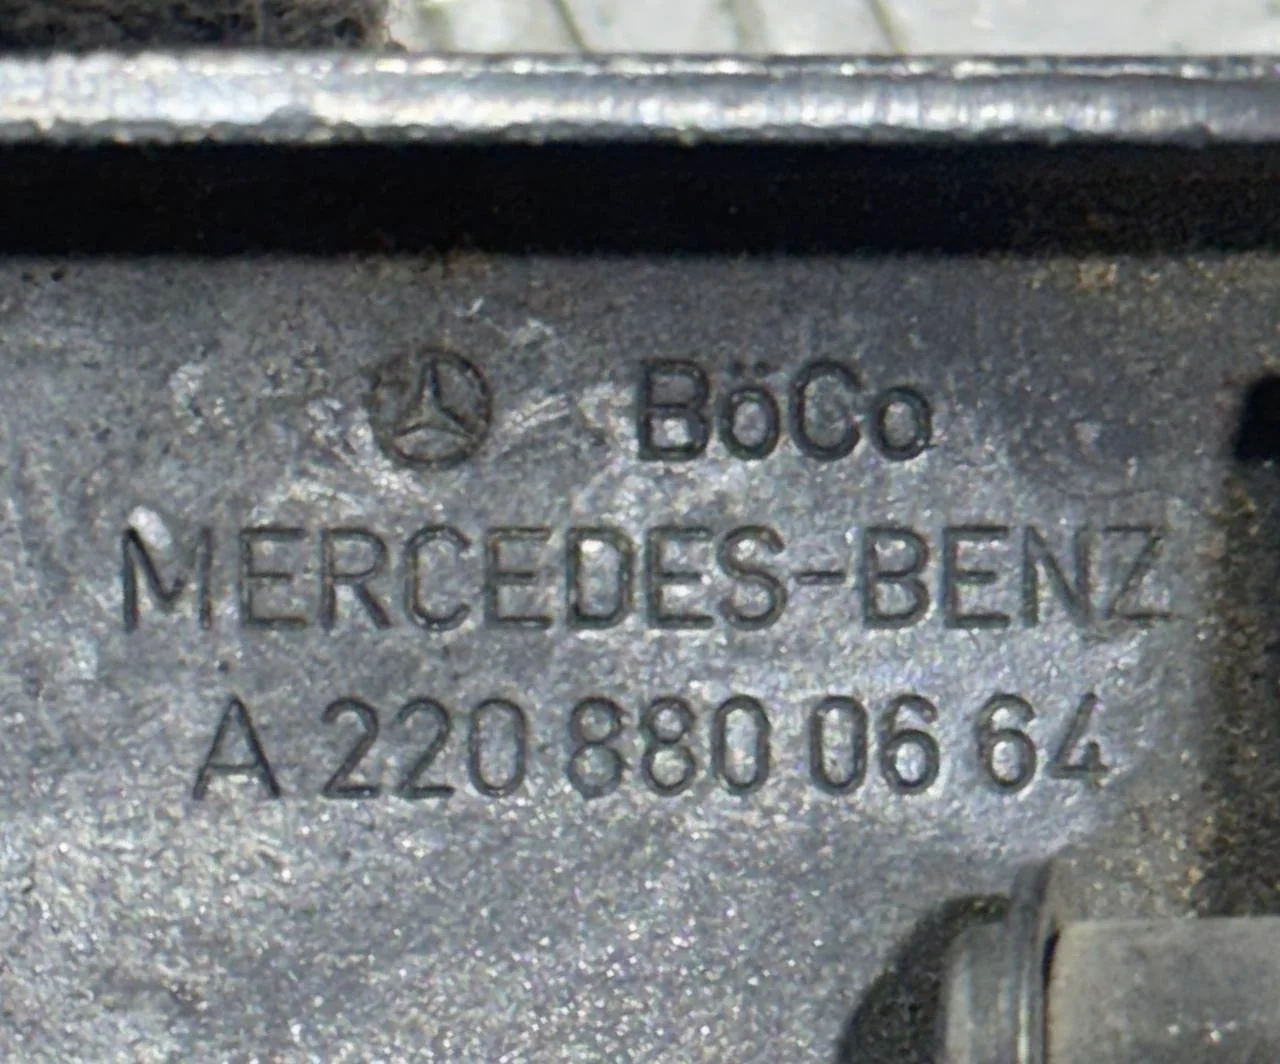 BöCo
MERCEDES-BENZ
A 220 880 06 64